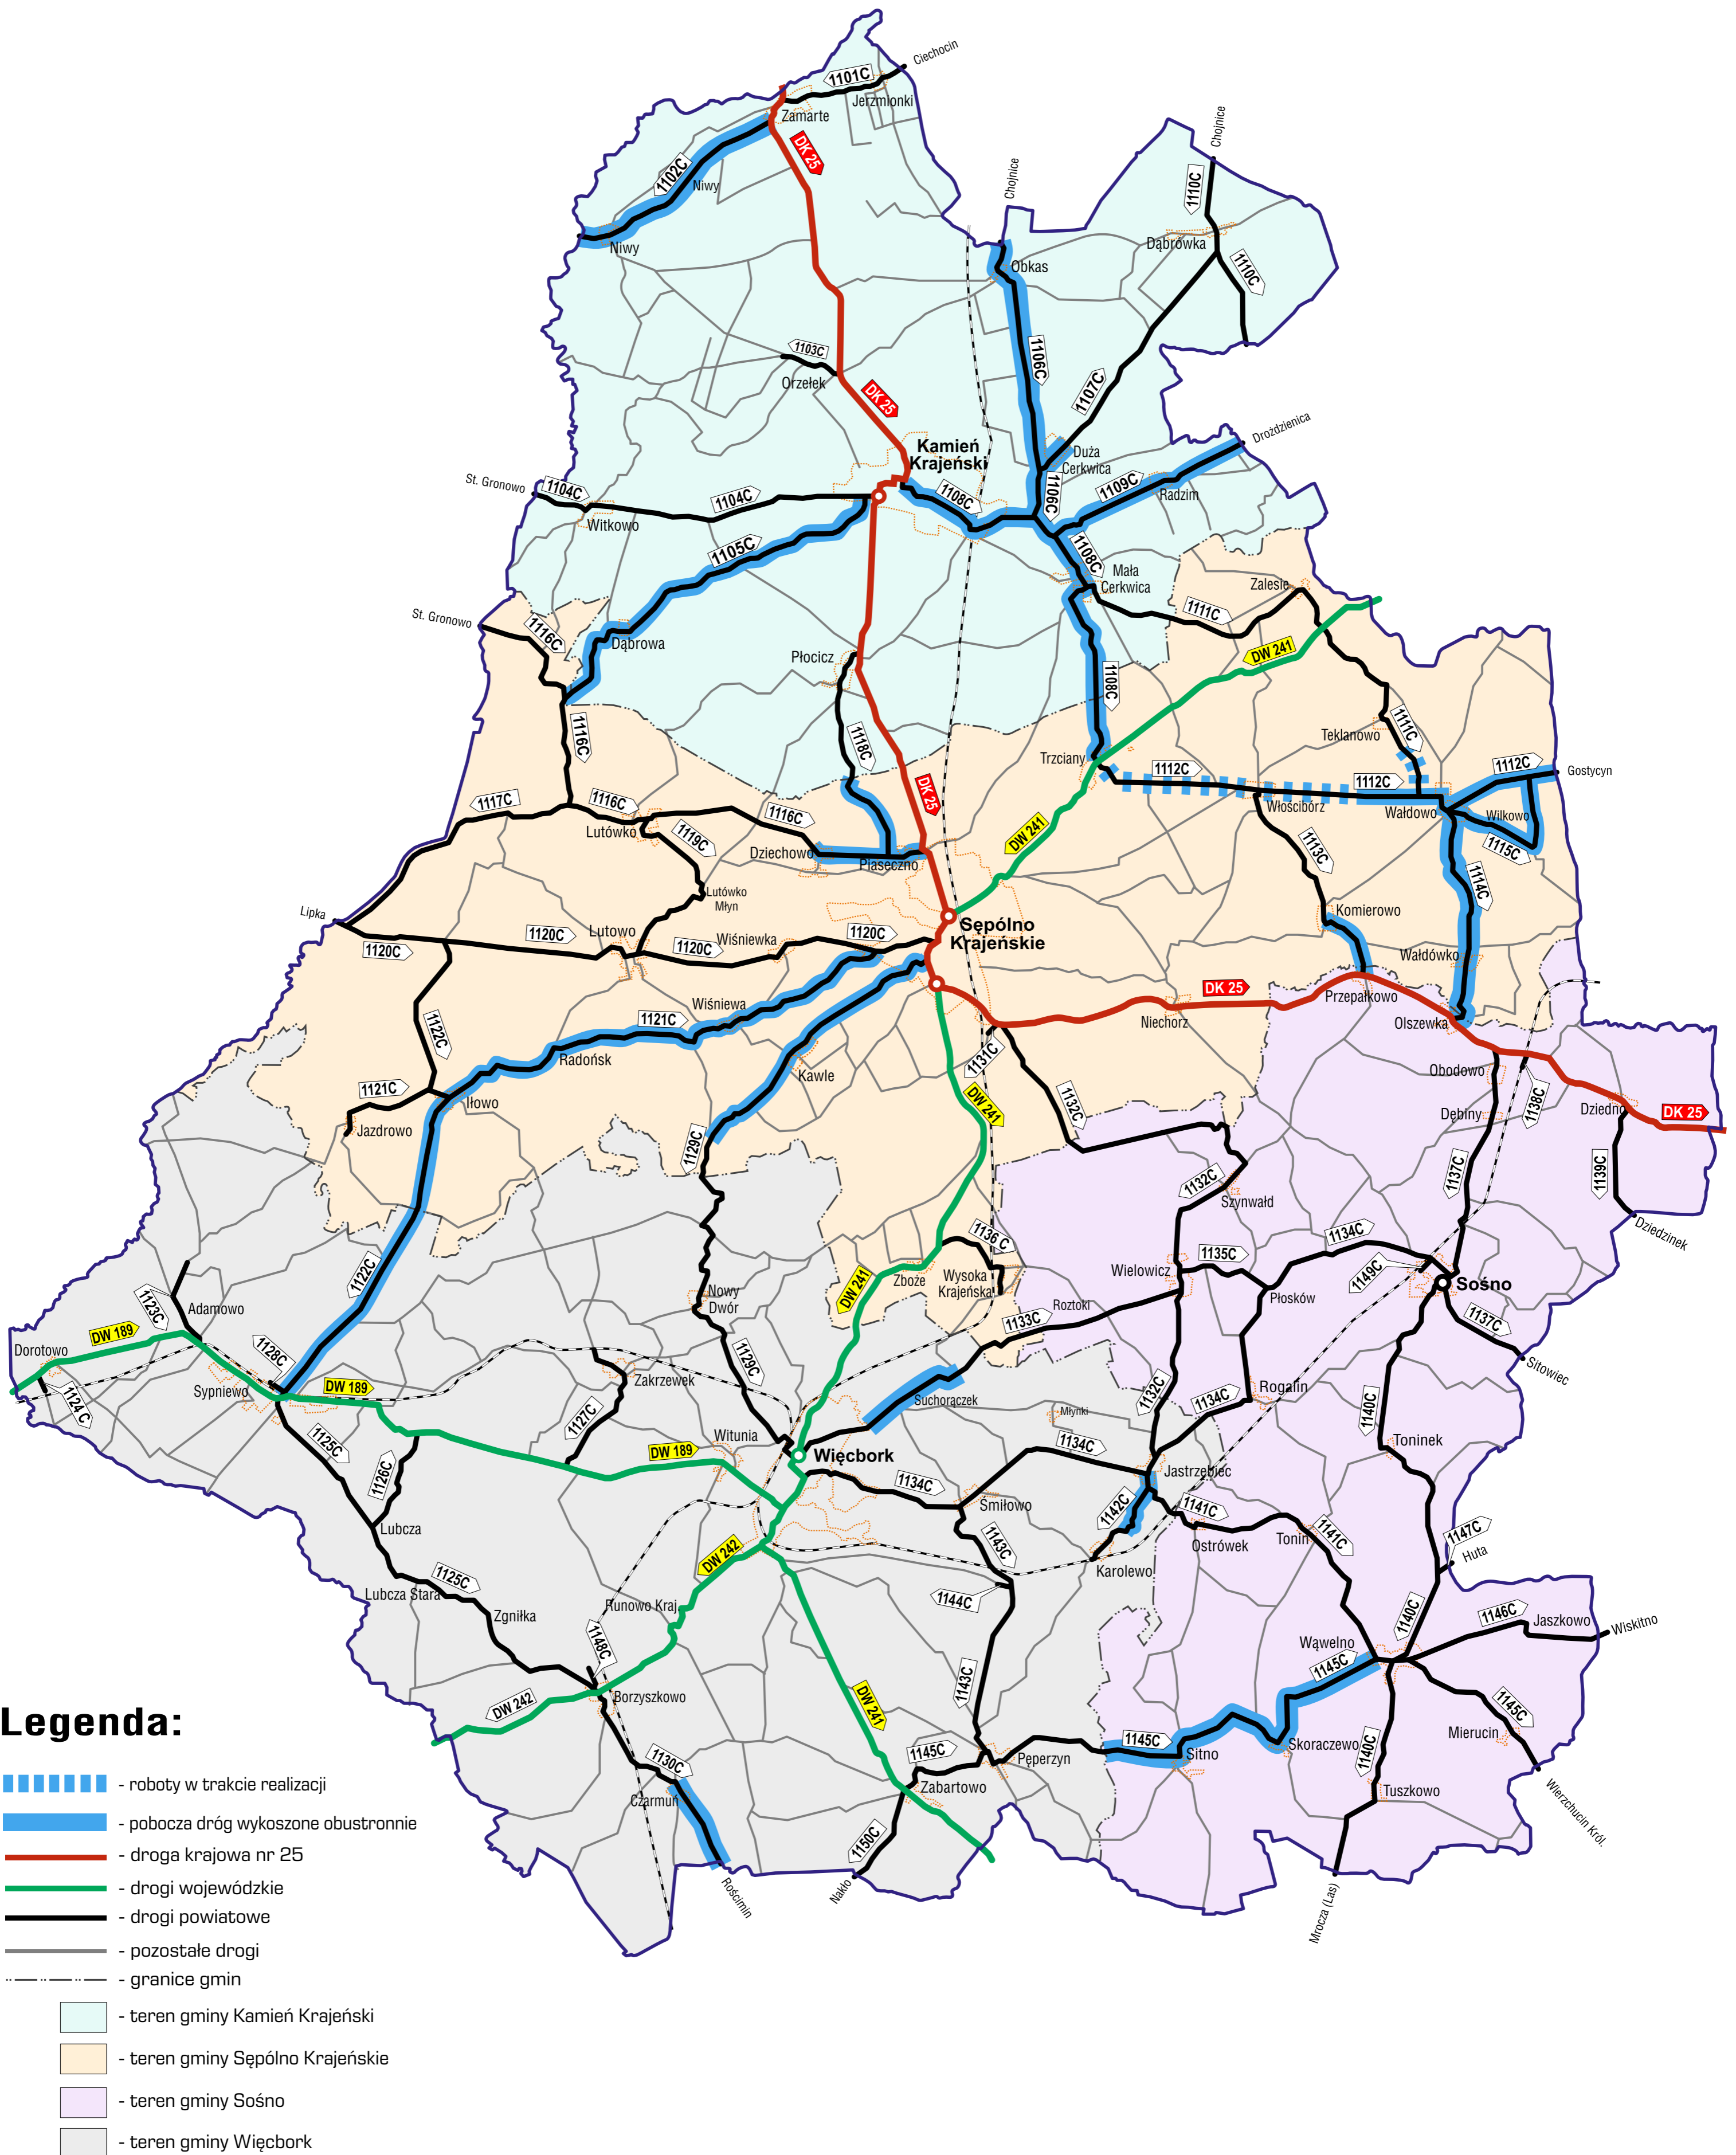 Ciechocin
1101C
Jerzmionki
Zamarte
DK 25
1102C
Niwy
Niwy
Chojnice
Chojnice
1110C
Dąbrówka
1110C
Obkas
1106C
1107C
1103C
Orzełek
DK 25
Kamień
Krajeński
Duża
Cerkwica
Drożdzienica
1109C
Radzim
1106C
1108C
St. Gronowo
1104C
1104C
Witkowo
1105C
1108C
Mała
Cerkwica
Zalesie
1111C
St. Gronowo
1116C
Dąbrowa
Płocicz
DW 241
1108C
1116C
1118C
Teklanowo
1111C
Trzciany
1112C
1112C
1112C
Gostycyn
DK 25
1117C
1116C
1116C
Lutówko
1119C
Dziechowo
Piaseczno
DW 241
Włościbórz
Wałdowo
Wilkowo
1115C
1113C
1114C
Lutówko
Młyn
Lipka
Komierowo
Sępólno
Krajeńskie
1120C
1120C
Lutowo
1120C
Wiśniewka
1120C
Wałdówko
Wiśniewa
1121C
DK 25
Przepałkowo
Niechorz
Olszewka
1122C
Radońsk
Kawle
1131C
Obodowo
1138C
1121C
Iłowo
Jazdrowo
DW 241
1132C
Dębiny
Dziedno
DK 25
1129C
1132C
Szynwałd
1137C
1139C
Dziedzinek
1136 C
1134C
1135C
Wielowicz
1149C
Sośno
Płosków
1122C
Zboże
Wysoka
Krajeńska
DW 241
Nowy
Dwór
Roztoki
1133C
1137C
Sitowiec
1123C
Adamowo
DW 189
Dorotowo
1124 C
1128C
Sypniewo
DW 189
1129C
Zakrzewek
1127C
Suchorączek
1132C
Rogalin
1134C
1140C
Młynki
1125C
1126C
DW 189
Witunia
Więcbork
1134C
1134C
Toninek
Jastrzębiec
Śmiłowo
1142C
1141C
Ostrówek
Tonin
1141C
1147C
Huta
Lubcza
DW 242
1143C
Karolewo
1125C
Lubcza Stara
Zgniłka
Runowo Kraj.
1144C
1140C
1146C
Jaszkowo
Wiskitno
Wąwelno
1148C
1145C
Borzyszkowo
DW 242
DW 241
1143C
1145C
Mierucin
1145C
Sitno
Skoraczewo
1140C
Pęperzyn
1145C
Zabartowo
Tuszkowo
1130C
Czarmuń
Wierzchucin Król.
1150C
Nakło
Rościmin
Mrocza (Las)
Legenda:
- roboty w trakcie realizacji
- pobocza dróg wykoszone obustronnie
- droga krajowa nr 25
- drogi wojewódzkie
- drogi powiatowe
- pozostałe drogi
- granice gmin
- teren gminy Kamień Krajeński
- teren gminy Sępólno Krajeńskie
- teren gminy Sośno
- teren gminy Więcbork